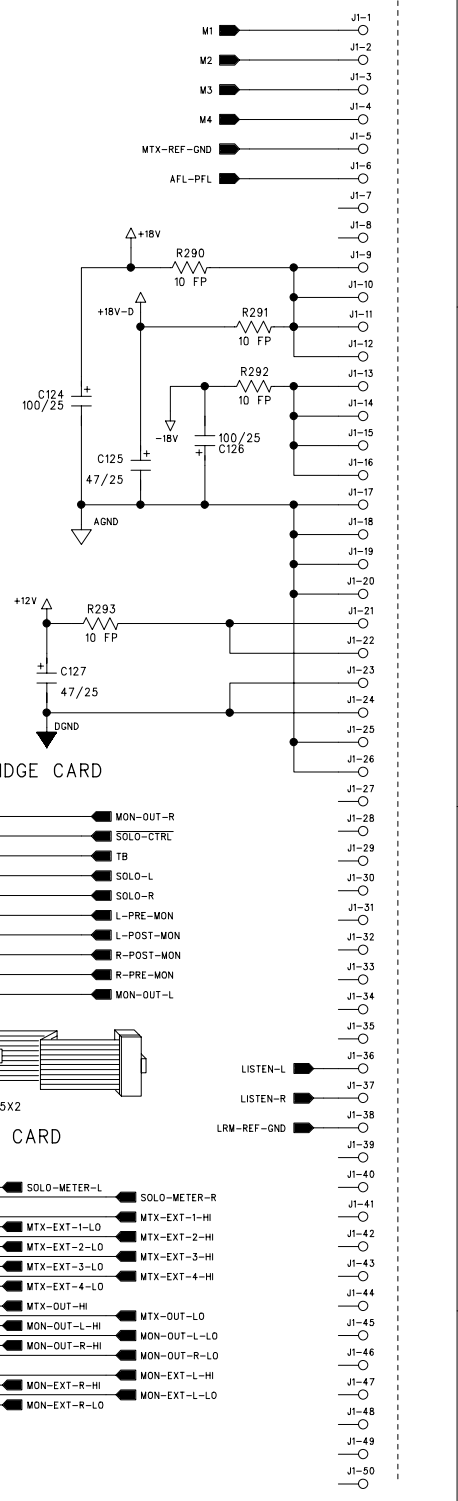 J1-1
M1
J1-2
M2
J1-3
M3
J1-4
M4
J1-5
MTX-REF-GND
J1-6
AFL-PFL
J1-7
J1-8
+18V
R290
10 FP
J1-9
J1-10
+18V-D
R291
10 FP
J1-11
J1-12
R292
10 FP
J1-13
C124
100/25
+
J1-14
-18V
100/25
C126
+
J1-15
C125
47/25
+
J1-16
J1-17
AGND
J1-18
J1-19
J1-20
+12V
R293
10 FP
J1-21
J1-22
+
C127
47/25
J1-23
J1-24
DGND
J1-25
J1-26
IDGE CARD
J1-27
MON-OUT-R
J1-28
SOLO-CTRL
TB
J1-29
SOLO-L
J1-30
SOLO-R
J1-31
L-PRE-MON
L-POST-MON
J1-32
R-POST-MON
J1-33
R-PRE-MON
MON-OUT-L
J1-34
J1-35
J1-36
LISTEN-L
J1-37
LISTEN-R
5X2
J1-38
LRM-REF-GND
CARD
J1-39
J1-40
SOLO-METER-L
SOLO-METER-R
J1-41
MTX-EXT-1-HI
MTX-EXT-1-LO
J1-42
MTX-EXT-2-HI
MTX-EXT-2-LO
MTX-EXT-3-HI
J1-43
MTX-EXT-3-LO
MTX-EXT-4-HI
MTX-EXT-4-LO
J1-44
MTX-OUT-HI
MTX-OUT-LO
J1-45
MON-OUT-L-HI
MON-OUT-L-LO
MON-OUT-R-HI
J1-46
MON-OUT-R-LO
MON-EXT-L-HI
J1-47
MON-EXT-R-HI
MON-EXT-L-LO
MON-EXT-R-LO
J1-48
J1-49
J1-50